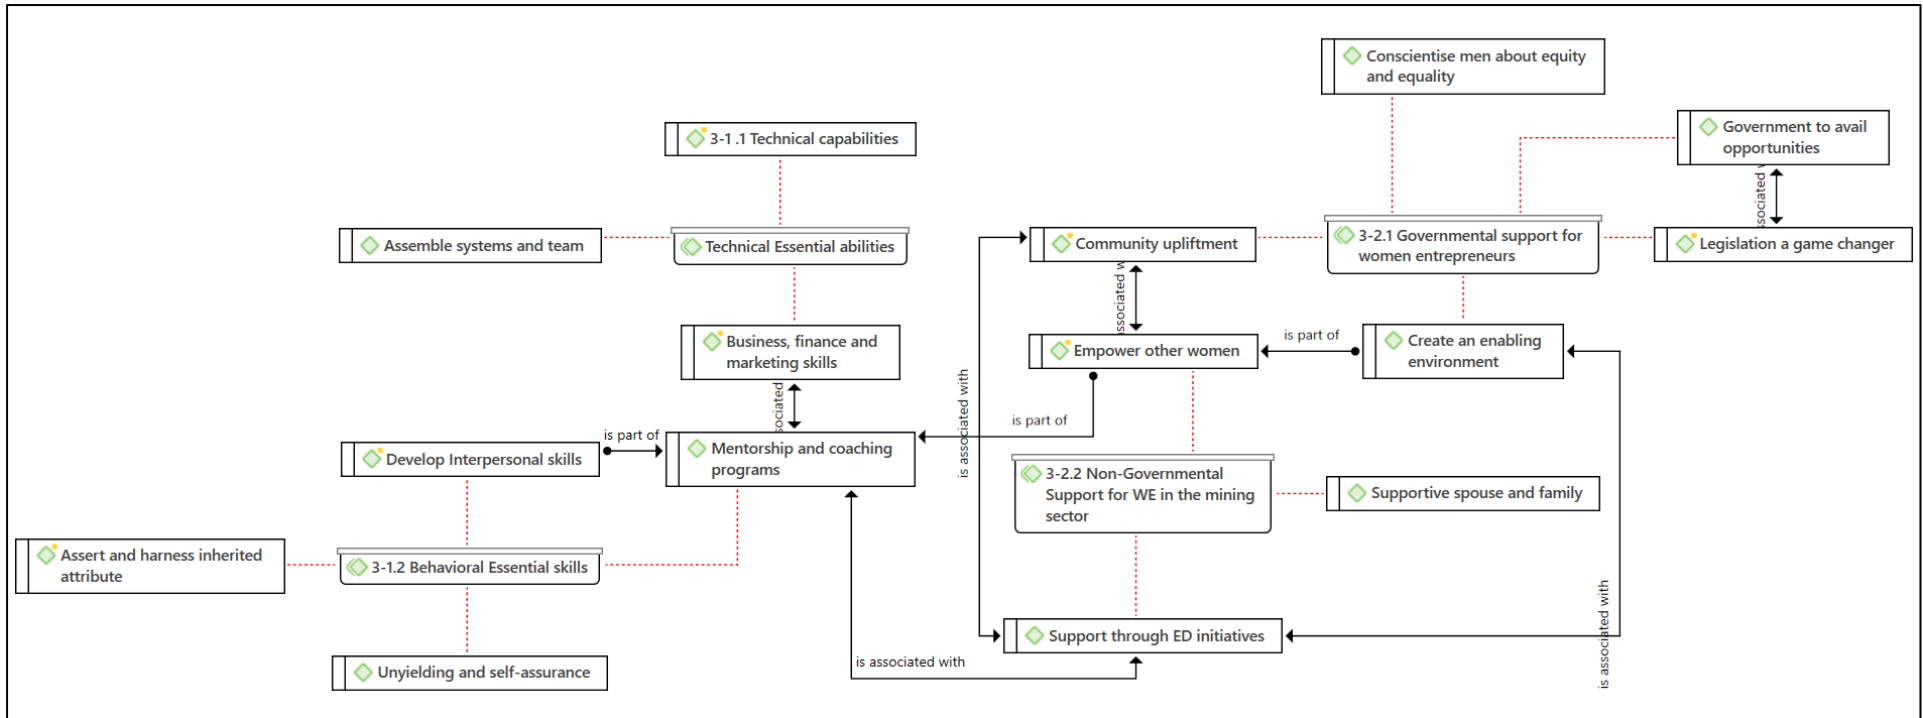 Conscientise men about equity
and equality
Government to avail
opportunities
3-1 .1 Technical capabilities
Assemble systems and team
Technical Essential abilities
Community upliftment
3-2.1 Governmental support for
women entrepreneurs
Legislation a game changer
Business, finance and
marketing skills
Empower other women
is part of
Create an enabling
environment
is associated with
is part of
is part of
Develop Interpersonal skills
Mentorship and coaching
programs
3-2.2 Non-Governmental
Support for WE in the mining
sector
Supportive spouse and family
Assert and harness inherited
attribute
3-1.2 Behavioral Essential skills
Support through ED initiatives
is associated with
is associated with
Unyielding and self-assurance